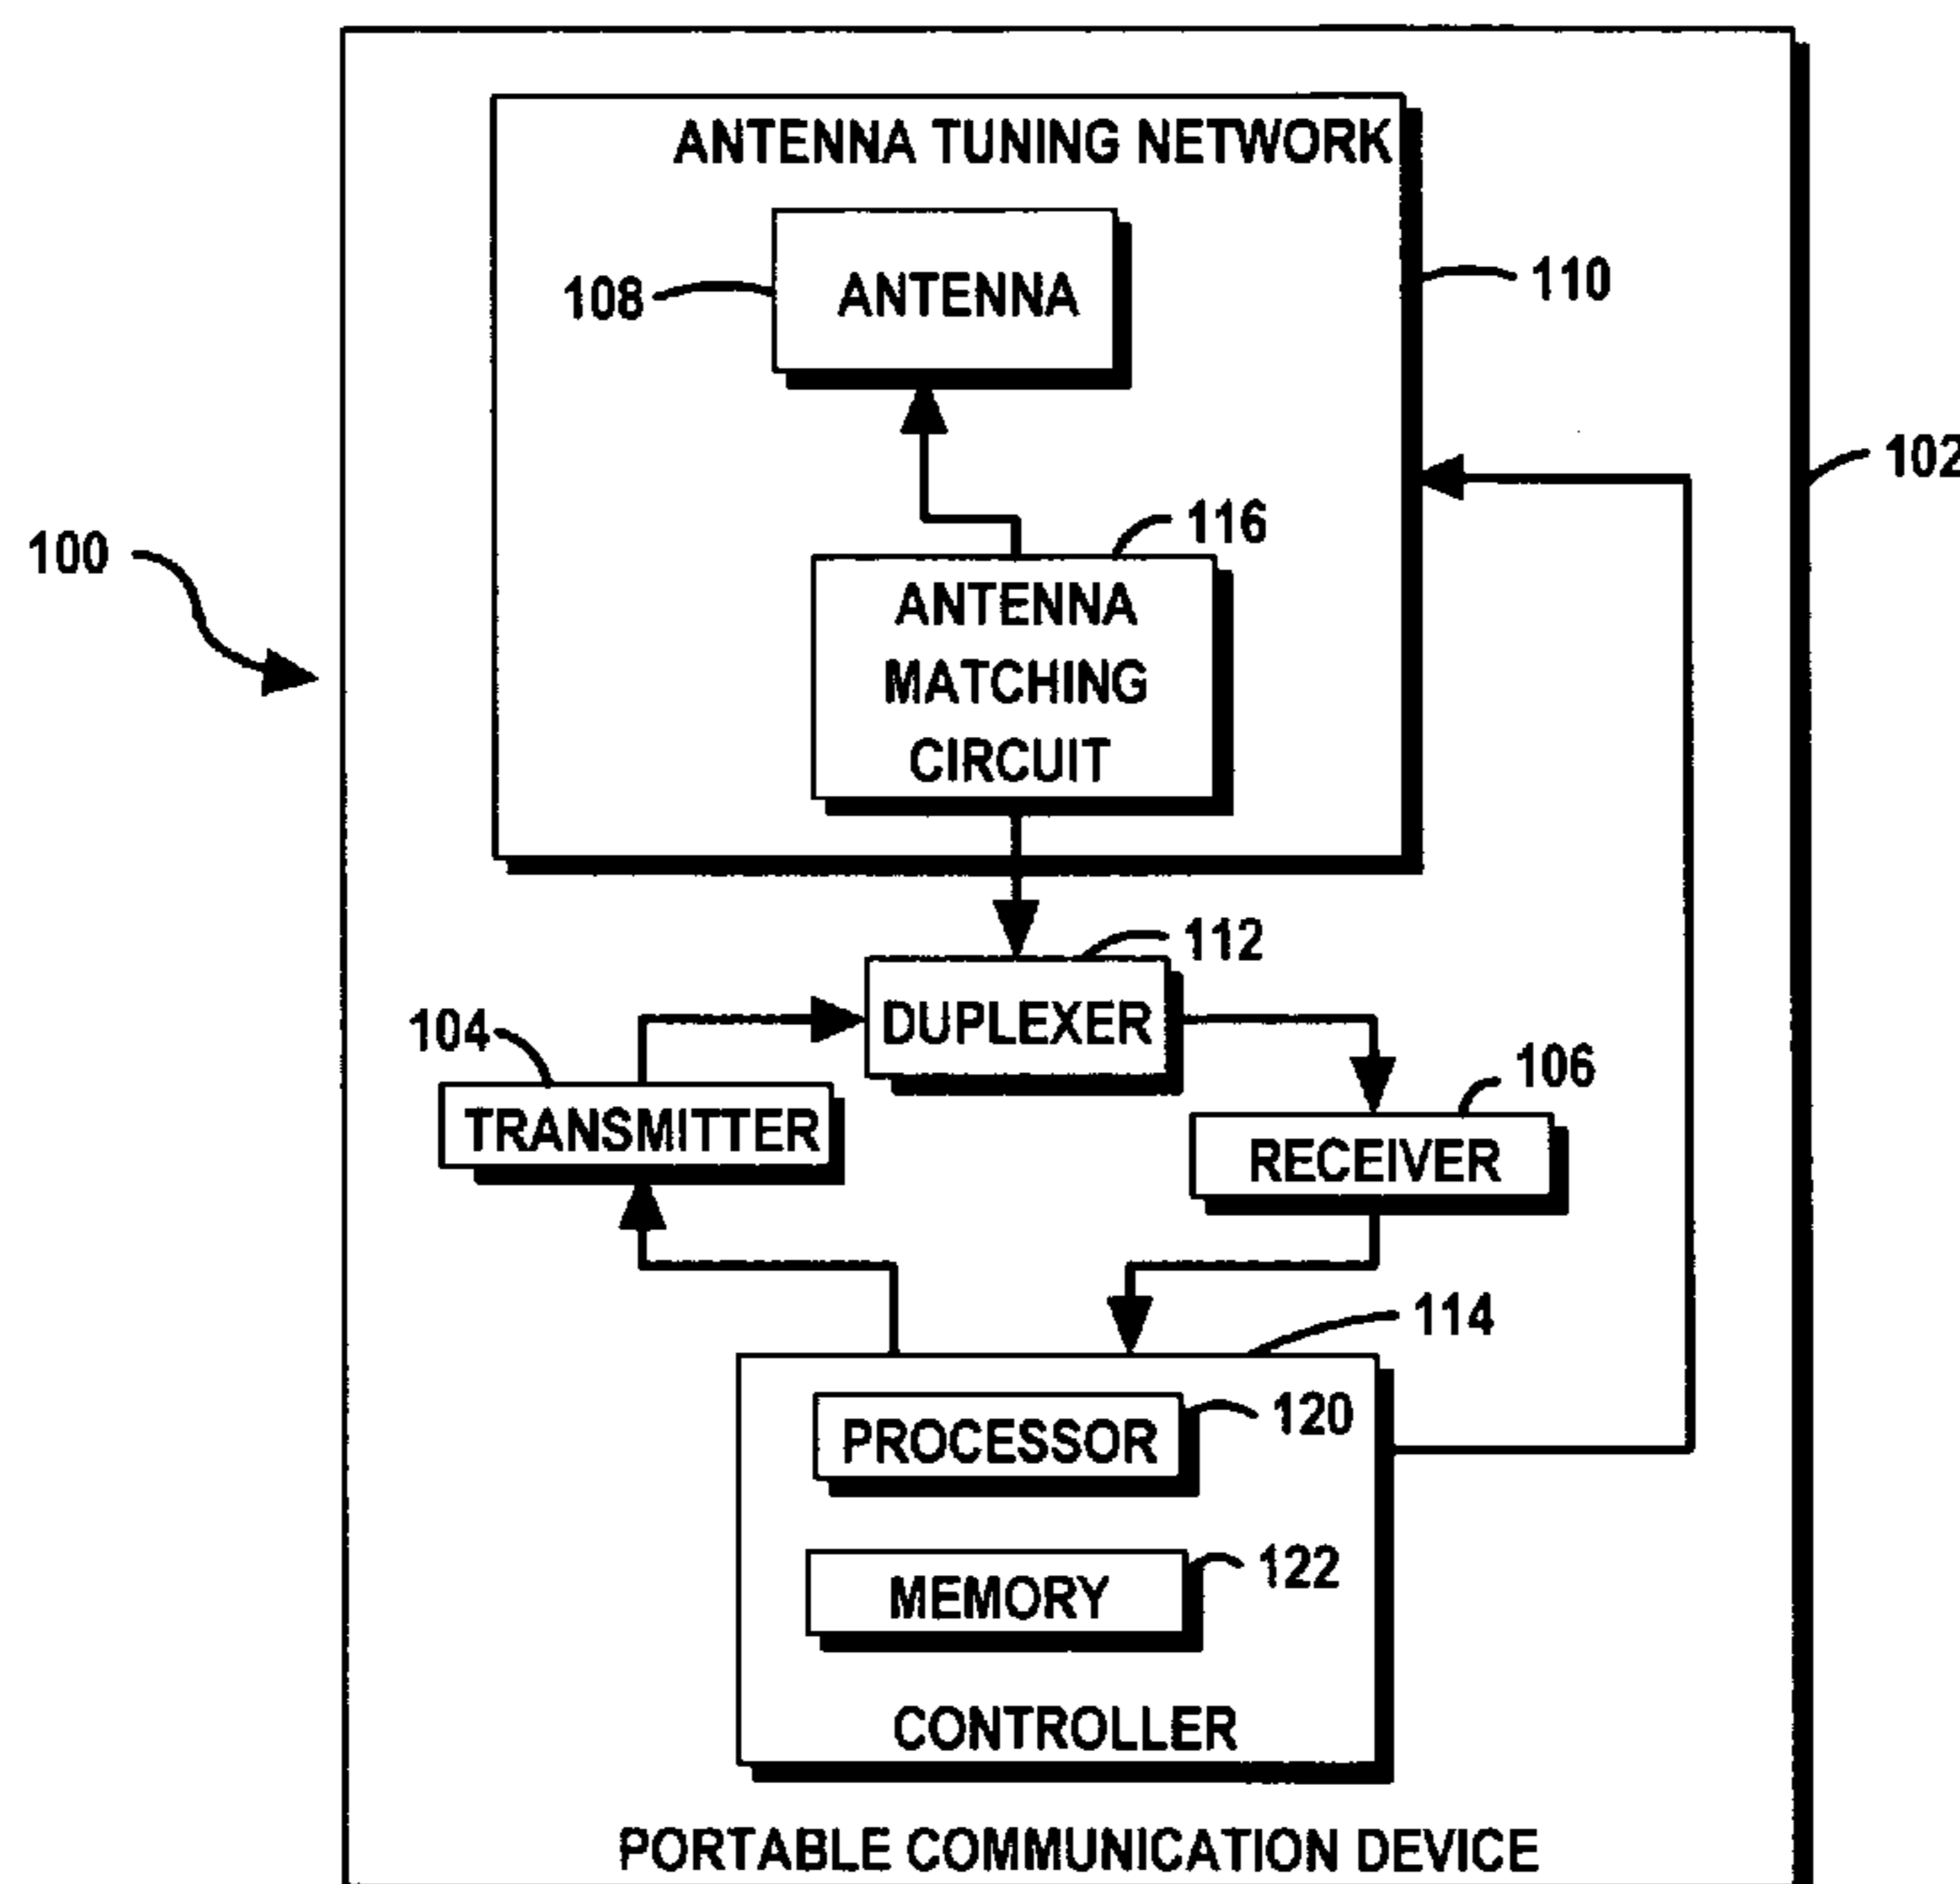 ANTENNA TUNING NETWORK
108
ANTENNA
110
102
100
116
ANTENNA
MATCHING
CIRCUIT
112
DUPLEXER
104
TRANSMITTER
106
RECEIVER
114
PROCESSOR
120
MEMORY
122
CONTROLLER
PORTABLE COMMUNICATION DEVICE